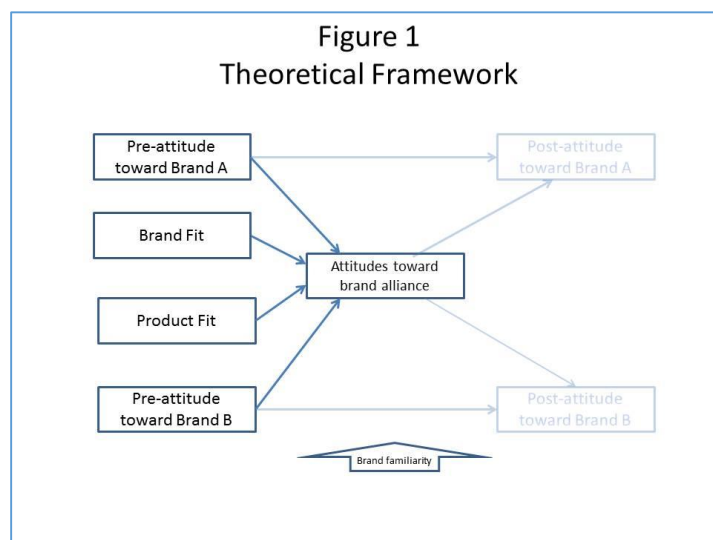 Figure 1
Theoretical Framework
Pre-attitude
toward Brand A
Post-attitude
toward Brand A
Brand Fit
Attitudes toward
brand alliance
Product Fit
Pre-attitude
toward Brand B
Post-attitude
toward Brand B
Brand familiarity